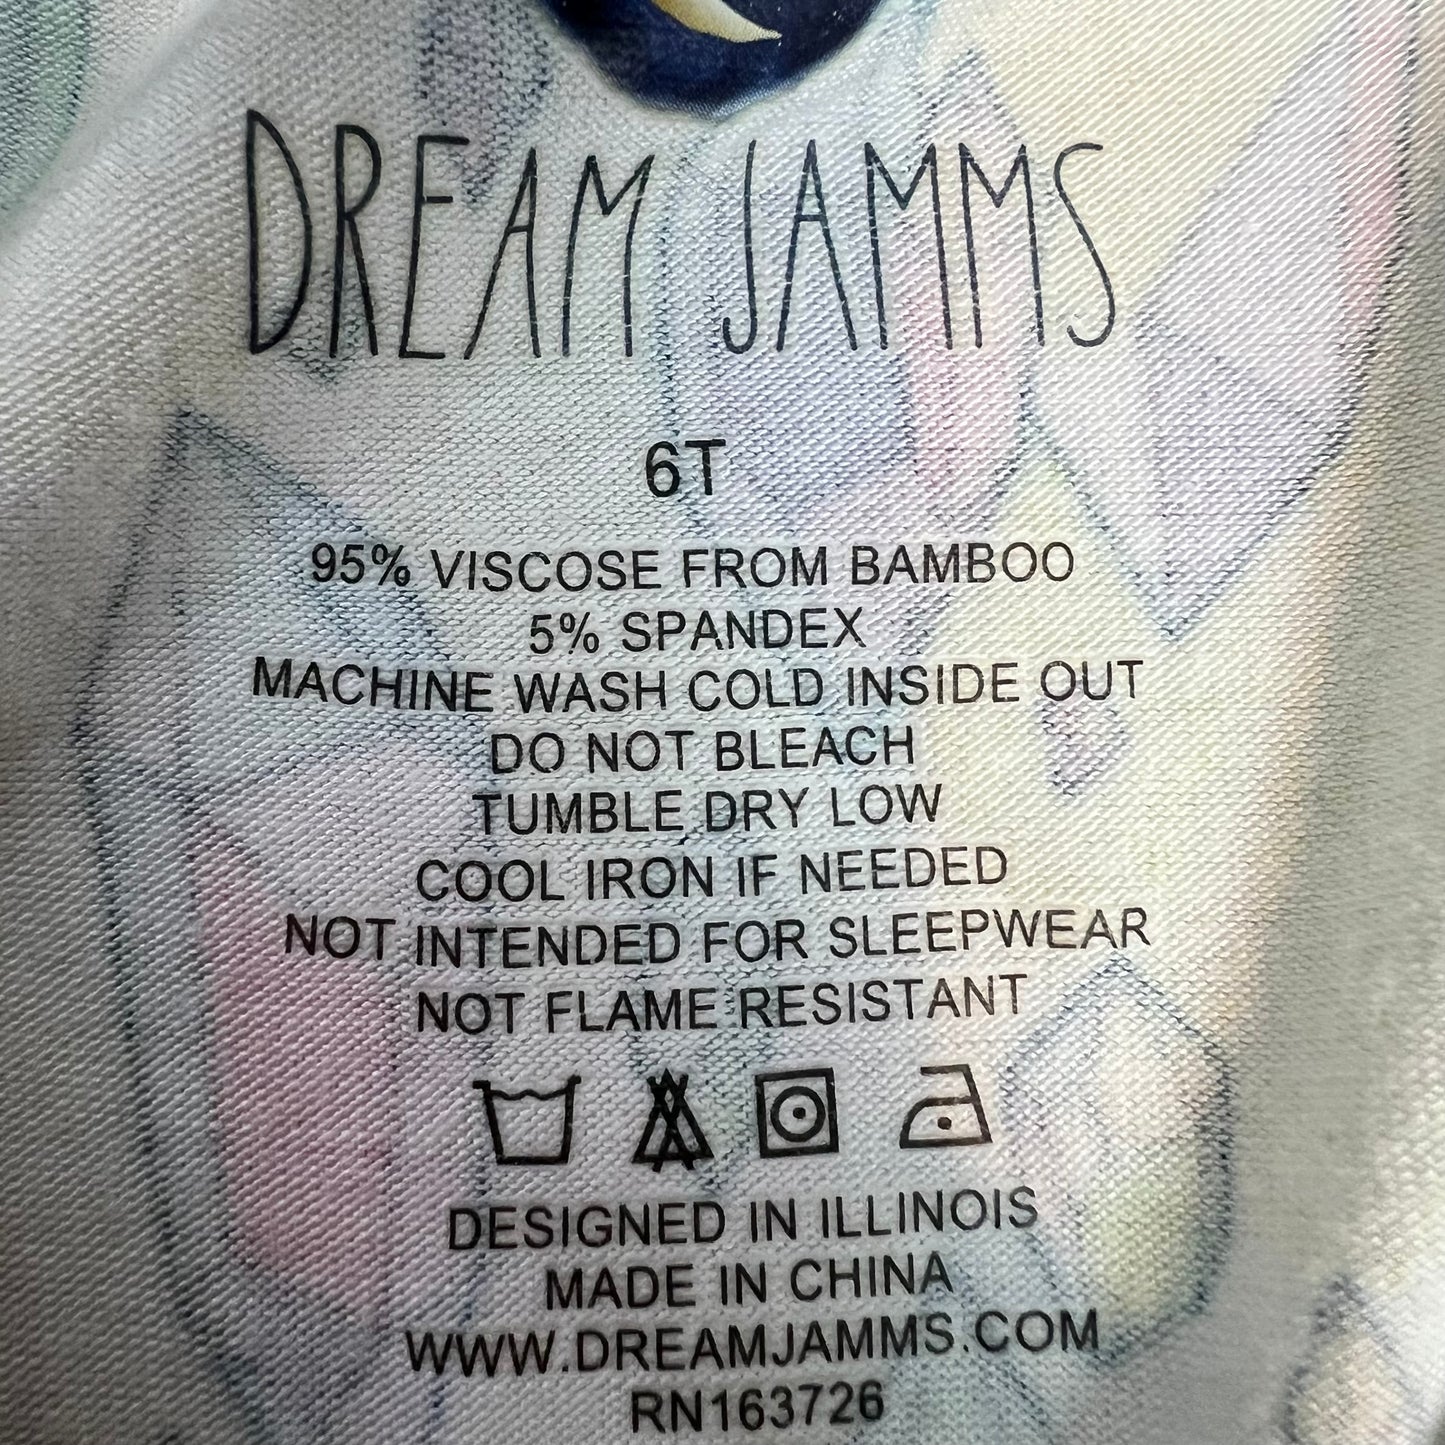 DREAM JAMMS
6T
95% VISCOSE FROM BAMBOO
5% SPANDEX
MACHINE WASH COLD INSIDE OUT
DO NOT BLEACH
TUMBLE DRY LOW
COOL IRON IF NEEDED
NOT INTENDED FOR SLEEPWEAR
NOT FLAME RESISTANT
DESIGNED IN ILLINOIS
MADE IN CHINA
WWW.DREAMJAMMS.COM
RN163726